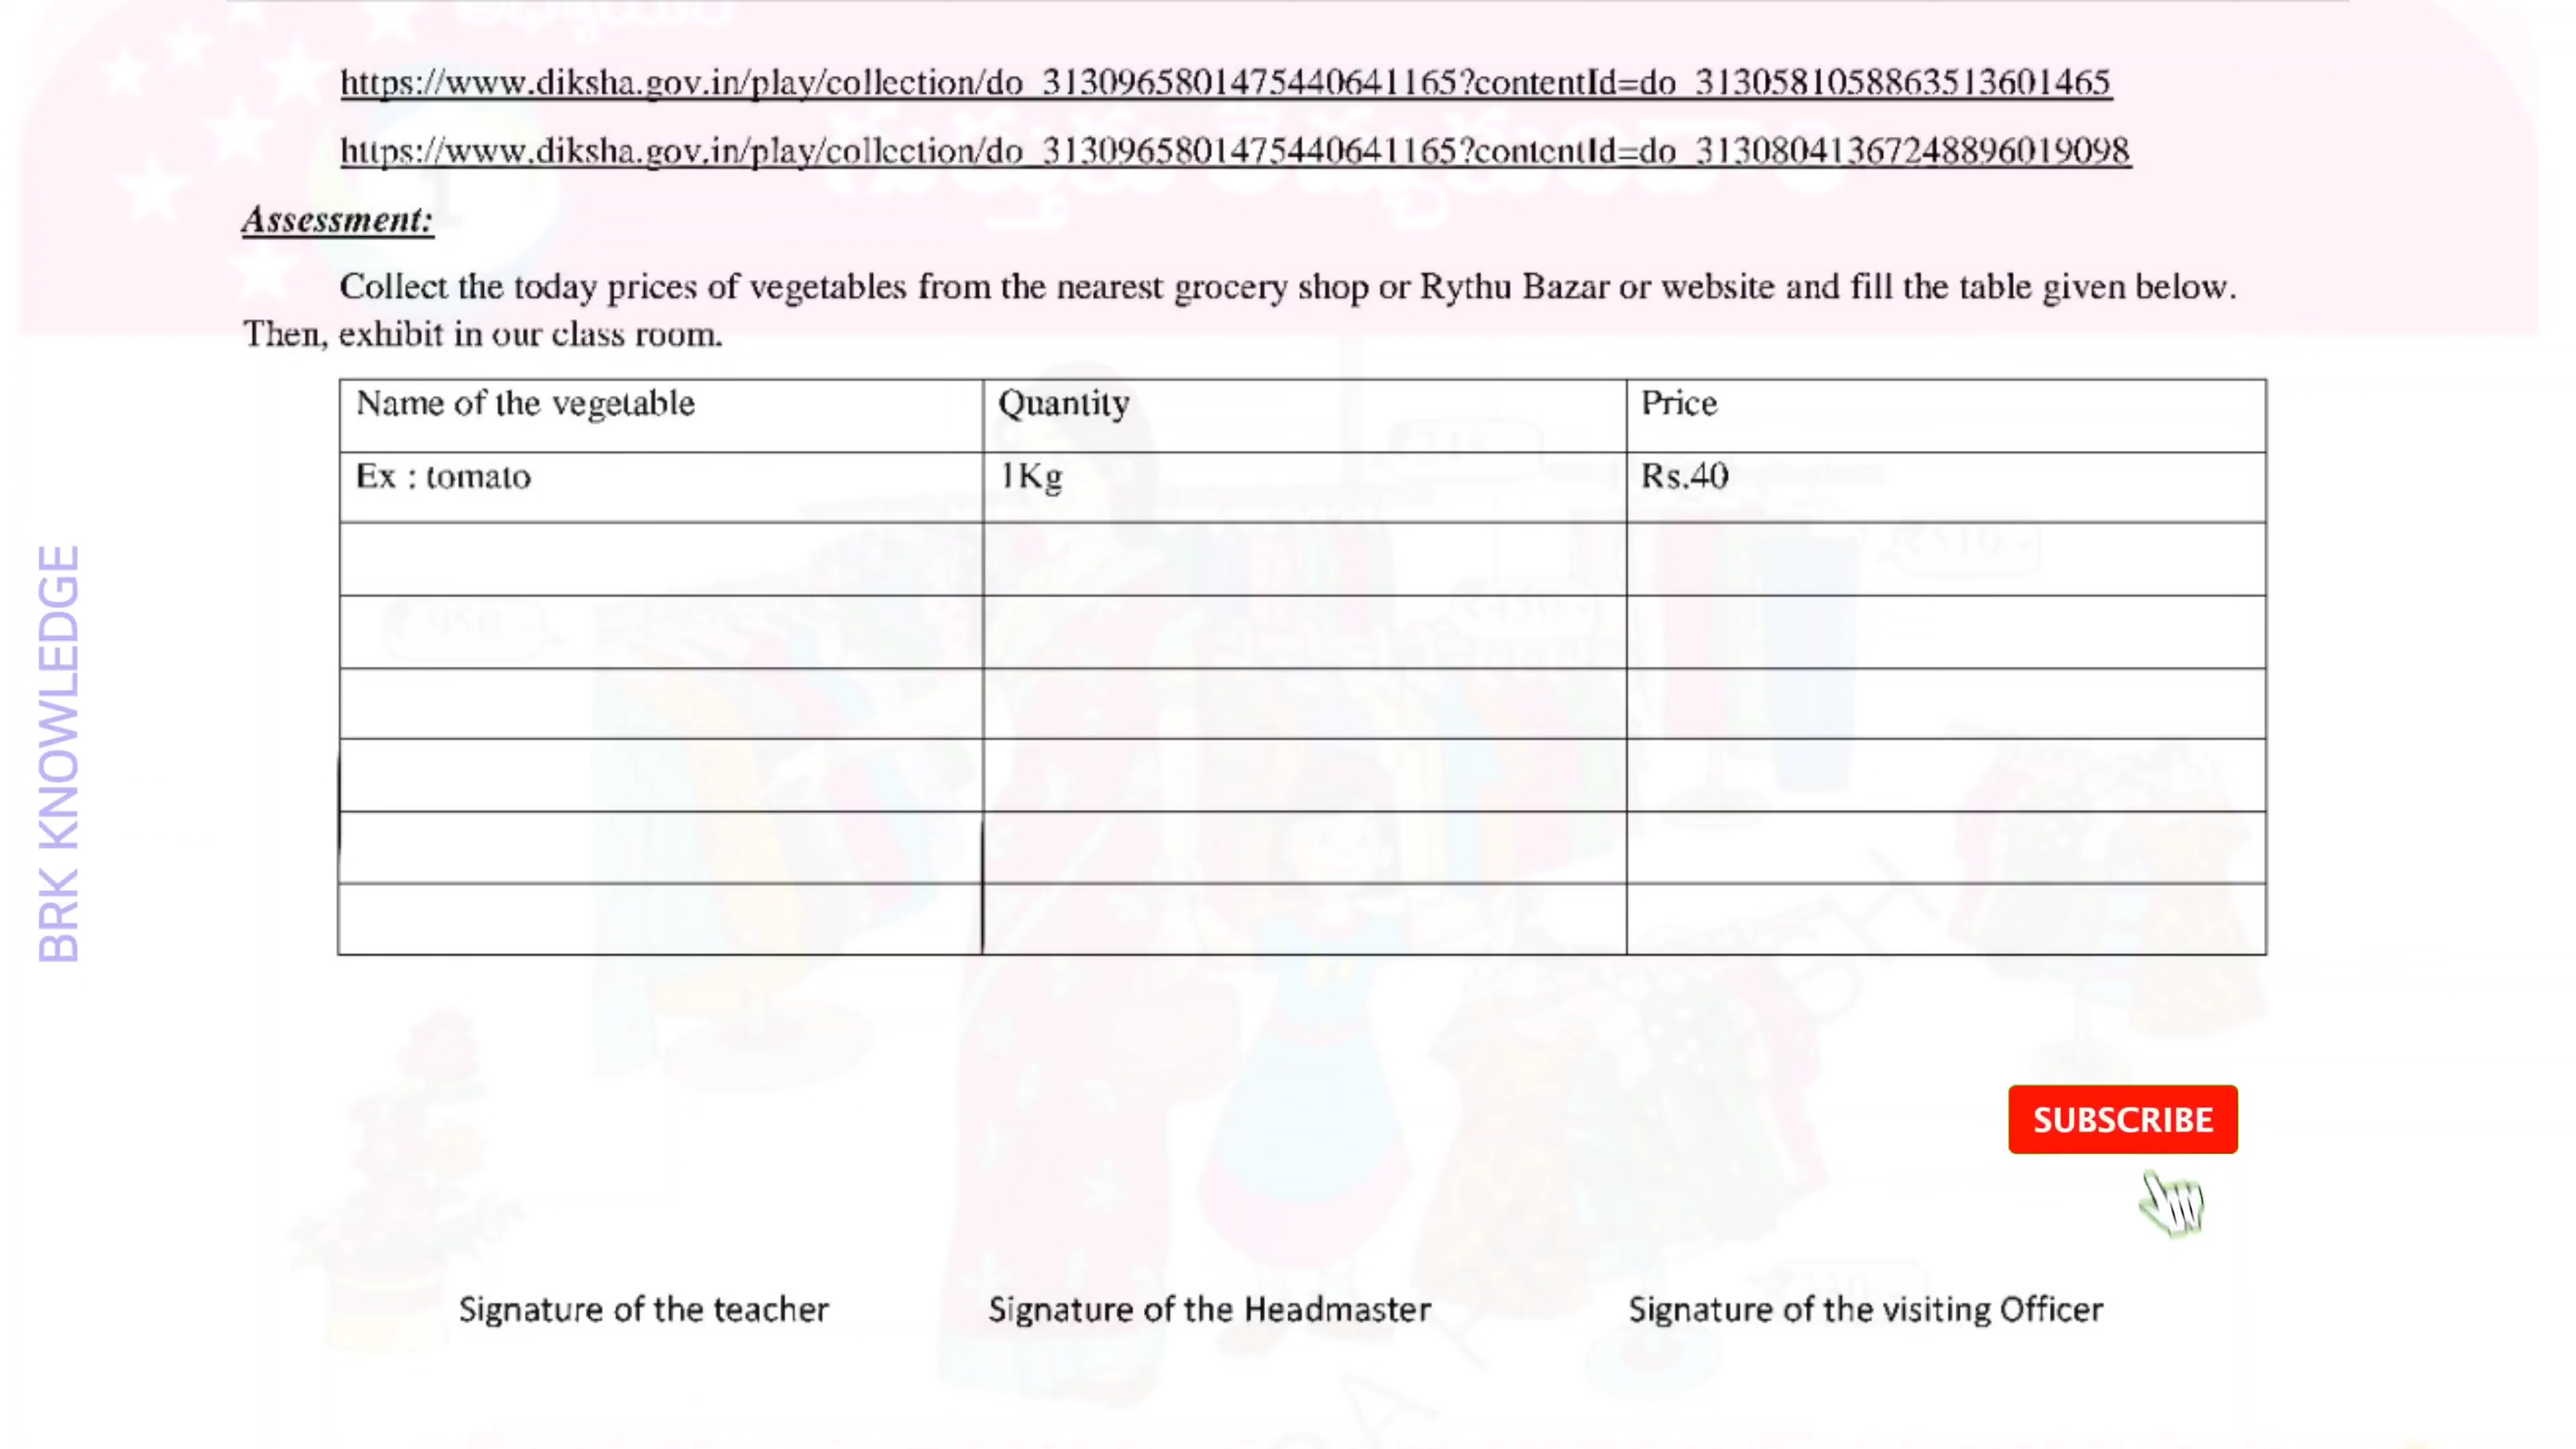 https://www.diksha.gov.in/play/collection/do_3130965801475440641165?contentId=do_3130581058863513601465
https://www.diksha.gov.in/play/collection/do_3130965801475440641165?contentId=do_31308041367248896019098
Assessment:
Collect the today prices of vegetables from the nearest grocery shop or Rythu Bazar or website and fill the table given below.
Then, exhibit in our class room.
Name of the vegetable Quantity Price
Ex : tomato 1Kg Rs.40
BRK KNOWLEDGE
SUBSCRIBE
Signature of the teacher Signature of the Headmaster Signature of the visiting Officer